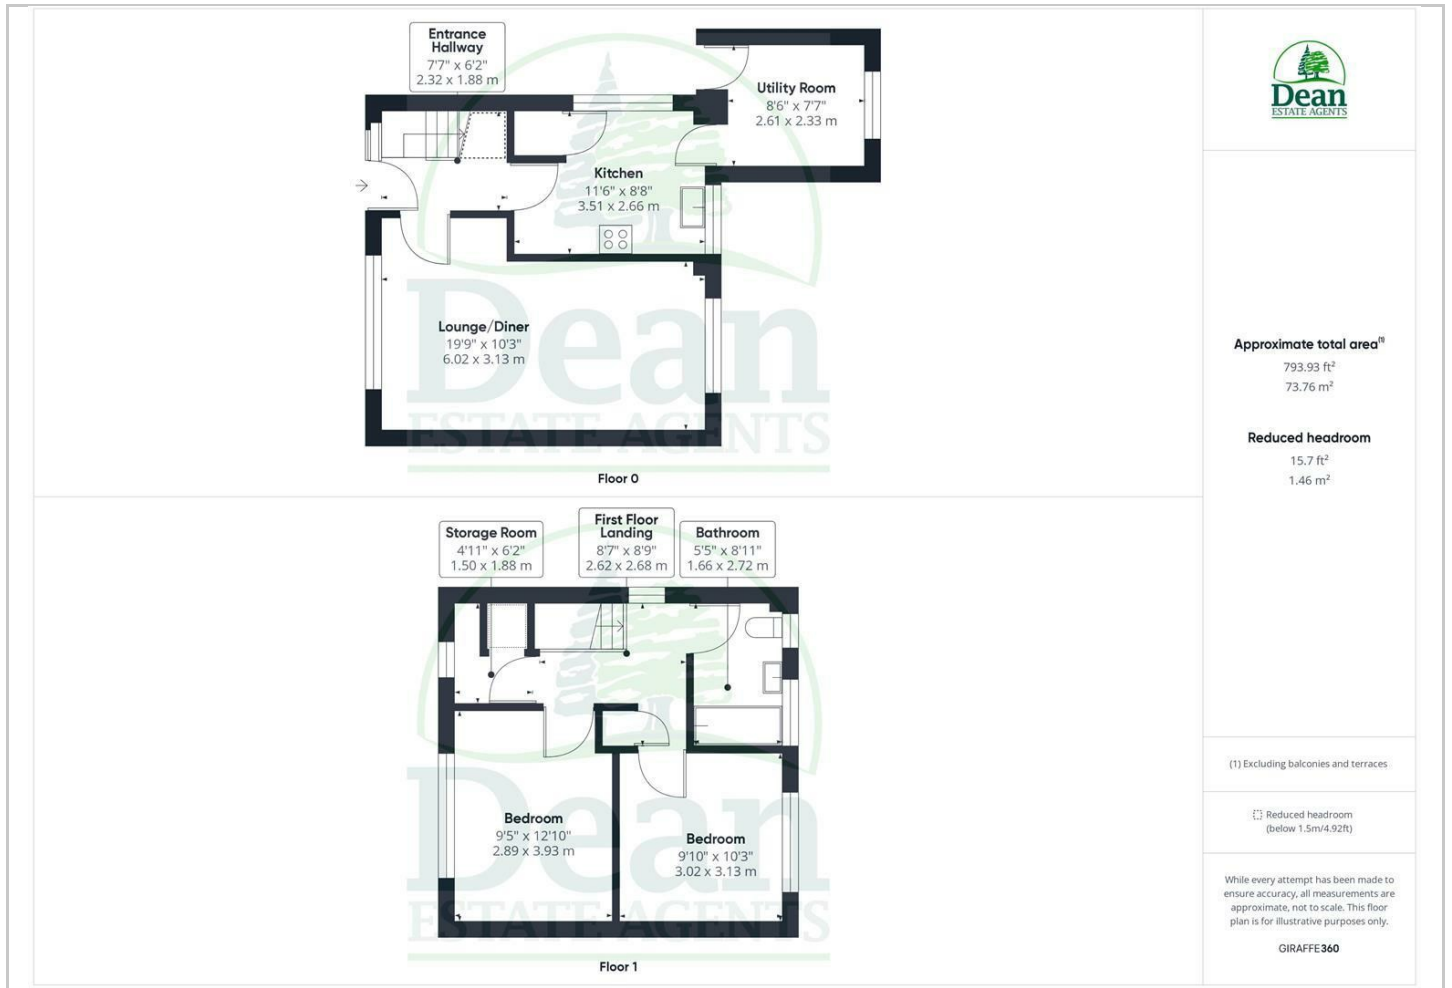 Entrance
Hallway
7'7" x 6'2"
2.32 x 1.88 m
Utility Room
8'6" x 7'7"
2.61 x 2.33 m
Kitchen
11'6" x 8'8"
3.51 x 2.66 m
Lounge/Diner
19'9" x 10'3"
6.02 x 3.13 m
Dean
ESTATE AGENTS
Floor 0
Storage Room
4'11" x 6'2"
1.50 x 1.88 m
First Floor
Landing
8'7" x 8'9"
2.62 x 2.68 m
Bathroom
5'5" x 8'11"
1.66 x 2.72 m
Bedroom
9'5" x 12'10"
2.89 x 3.93 m
Bedroom
9'10" x 10'3"
3.02 x 3.13 m
Dean
ESTATE AGENTS
Floor 1
Dean
ESTATE AGENTS
Approximate total area(1)
793.93 ft²
73.76 m²
Reduced headroom
15.7 ft²
1.46 m²
(1) Excluding balconies and terraces
Reduced headroom
(below 1.5m/4.92ft)
While every attempt has been made to
ensure accuracy, all measurements are
approximate, not to scale. This floor
plan is for illustrative purposes only.
GIRAFFE360